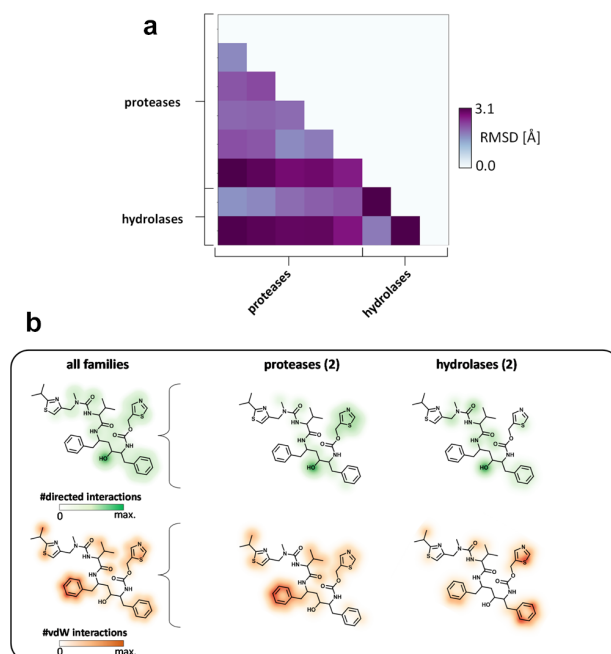 a
proteases
hydrolases
3.1
RMSD [Å]
0.0
proteases
hydrolases
b
all families
proteases (2)
hydrolases (2)
#directed interactions
0
max.
#vdW interactions
0
max.